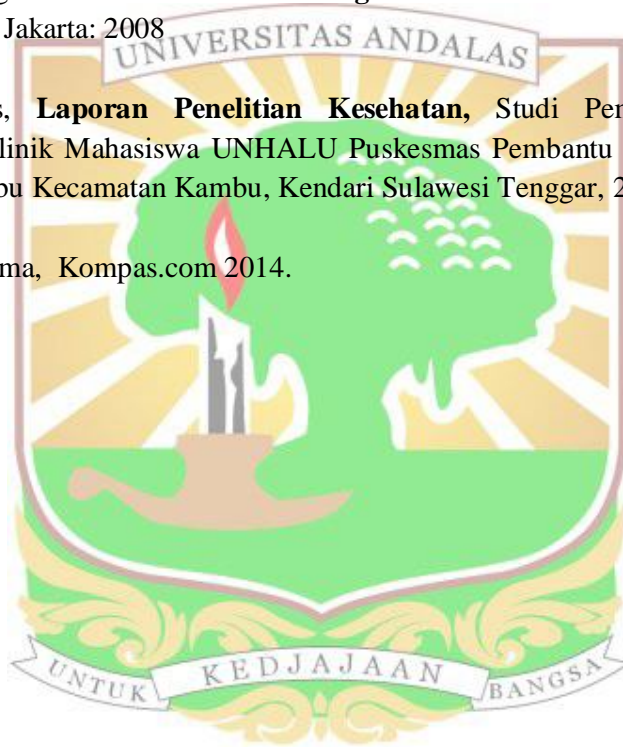 Jakarta: 2008
UNIVERSITAS ANDALAS
Laporan Penelitian Kesehatan, Studi
linik Mahasiswa UNHALU Puskesmas Pembantu
bu Kecamatan Kambu, Kendari Sulawesi Tenggar, 2
ma, Kompas.com 2014.
UNTUK KEDJAJAAN BANGSA